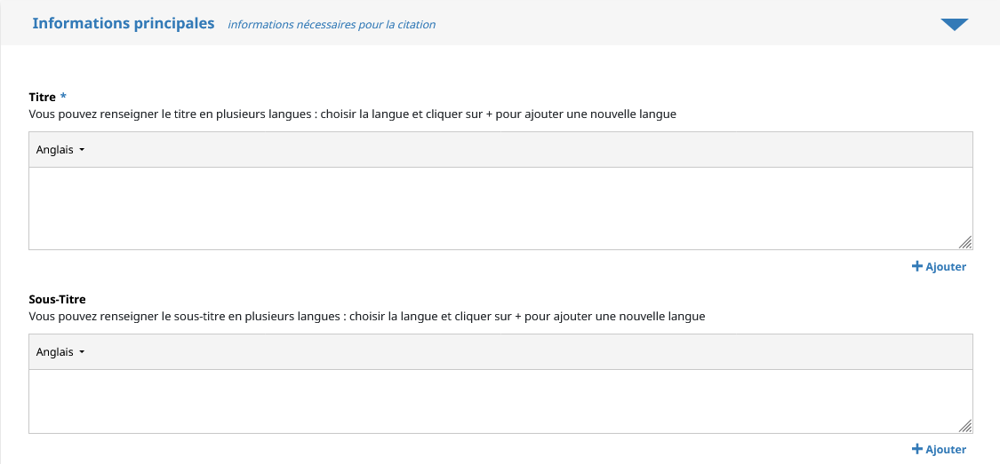 Informations principales informations nécessaires pour la citation
Titre *
Vous pouvez renseigner le titre en plusieurs langues : choisir la langue et cliquer sur + pour ajouter une nouvelle langue
Anglais
+ Ajouter
Sous-Titre
Vous pouvez renseigner le sous-titre en plusieurs langues : choisir la langue et cliquer sur + pour ajouter une nouvelle langue
Anglais
+ Ajouter